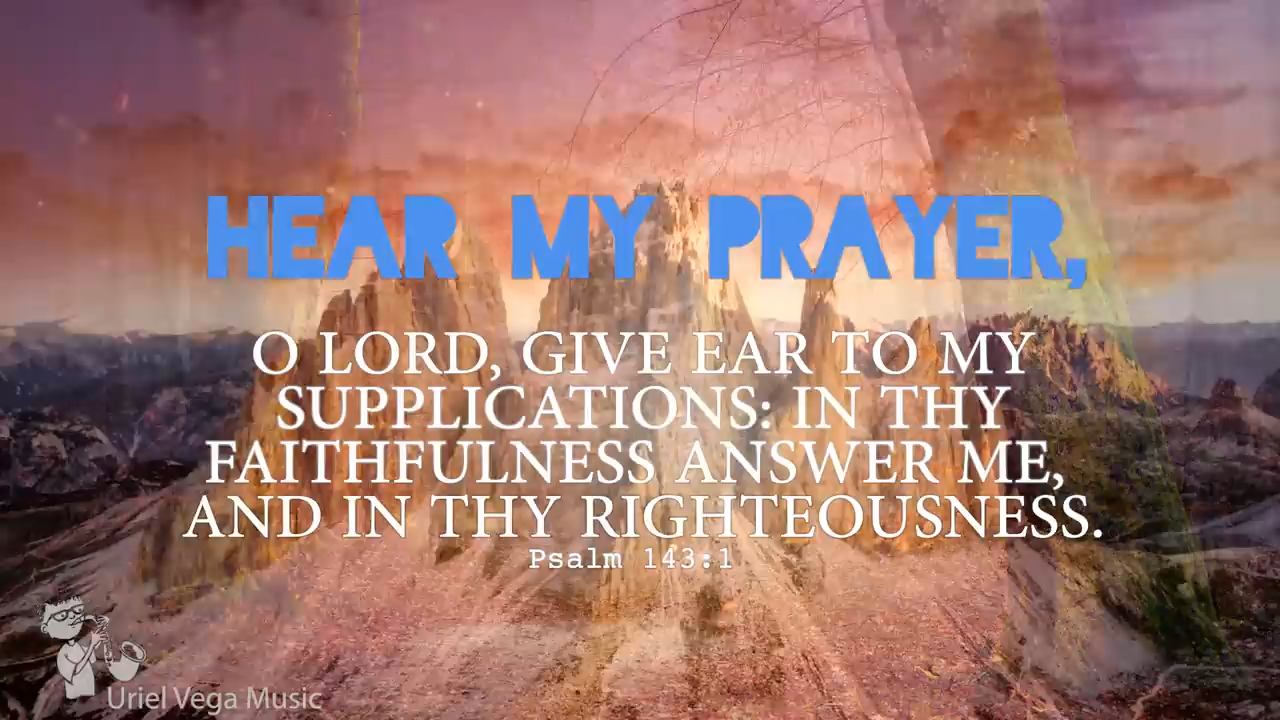 HEAR MY PRAYER,
O LORD, GIVE EAR TO MY
SUPPLICATIONS: IN THY
FAITHFULNESS ANSWER ME,
AND IN THY RIGHTEOUSNESS.
Psalm 143:1
Uriel Vega Music